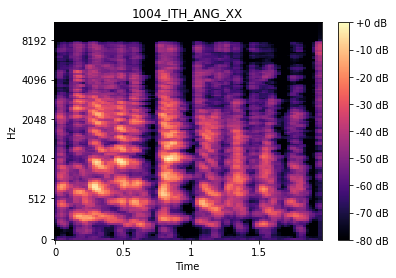 1004_ITH_ANG_XX
+0 dB
8192
-10 dB
4096
-20 dB
-30 dB
2048
Hz
-40 dB
1024
-50 dB
512
-60 dB
-70 dB
0
-80 dB
0 0.5 1 1.5
Time